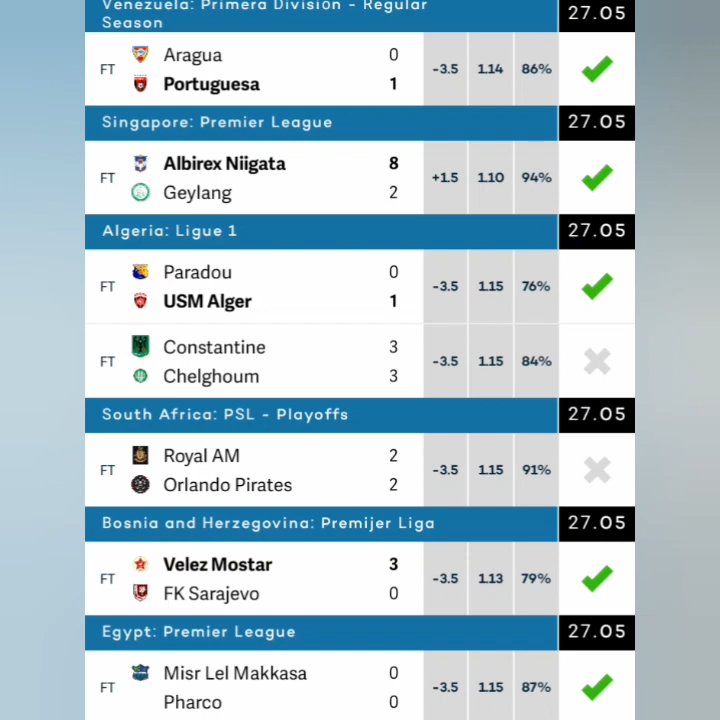 Venezuela: Primera División - Regular
Season
27.05
Aragua 0
FT -3.5 1.14 86%
Portuguesa 1
Singapore: Premier League 27.05
Albirex Niigata 8
FT +1.5 1.10 94%
Geylang 2
Algeria: Ligue 1 27.05
Paradou 0
FT -3.5 1.15 76%
USM Alger 1
Constantine 3
FT -3.5 1.15 84%
Chelghoum 3
South Africa: PSL - Playoffs 27.05
Royal AM 2
FT -3.5 1.15 91%
Orlando Pirates 2
Bosnia and Herzegovina: Premijer Liga 27.05
Velez Mostar 3
FT -3.5 1.13 79%
FK Sarajevo 0
Egypt: Premier League 27.05
Misr Lel Makkasa 0
FT -3.5 1.15 87%
Pharco 0